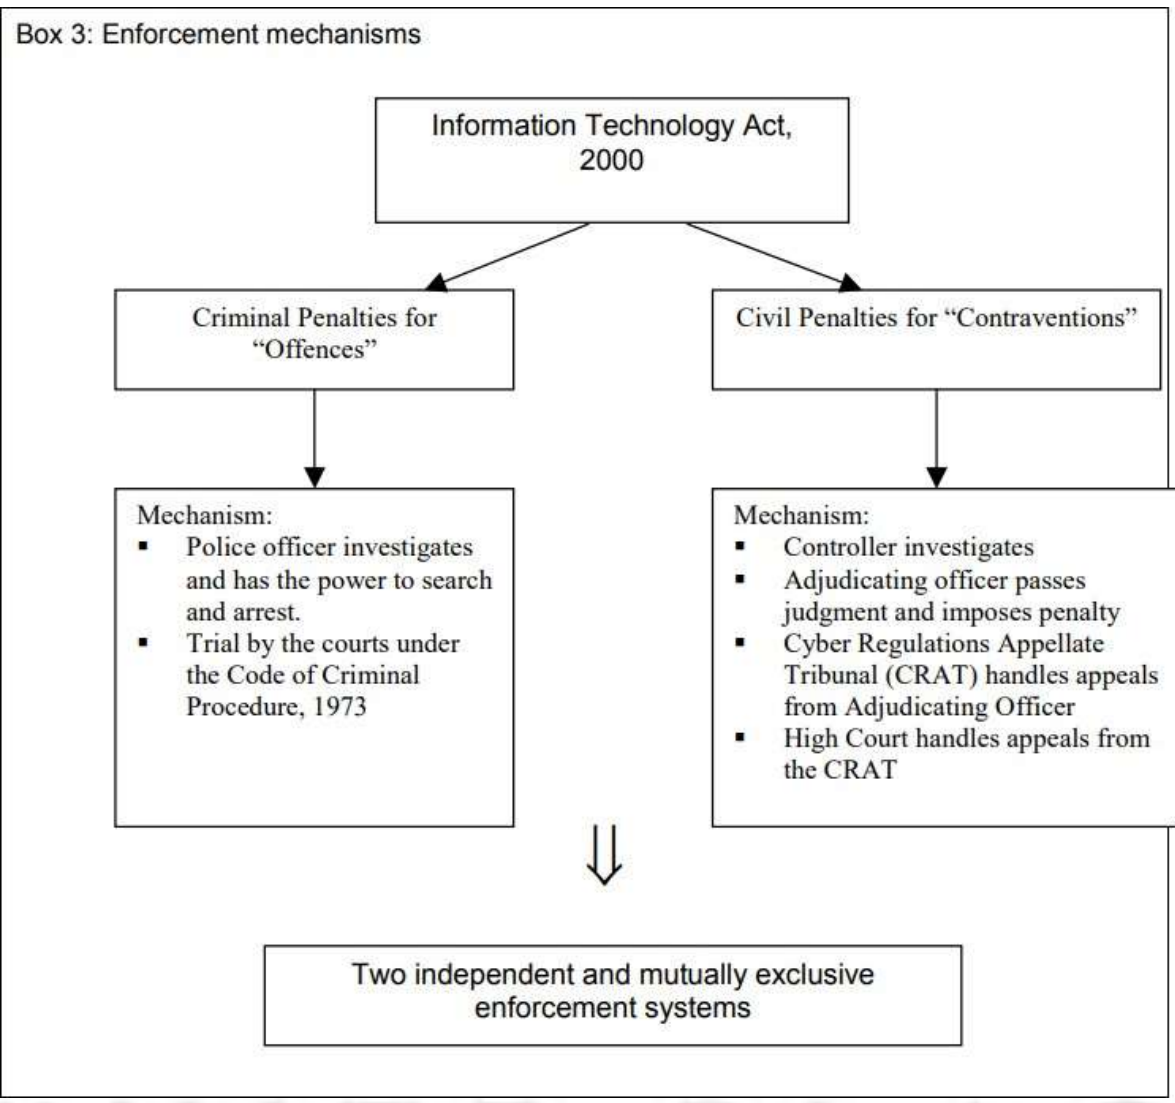 Box 3: Enforcement mechanisms
Information Technology Act,
2000
Criminal Penalties for
“Offences”
Civil Penalties for “Contraventions”
Mechanism:
▪ Police officer investigates
and has the power to search
and arrest.
▪ Trial by the courts under
the Code of Criminal
Procedure, 1973
Mechanism:
▪ Controller investigates
▪ Adjudicating officer passes
judgment and imposes penalty
▪ Cyber Regulations Appellate
Tribunal (CRAT) handles appeals
from Adjudicating Officer
▪ High Court handles appeals from
the CRAT
Two independent and mutually exclusive
enforcement systems